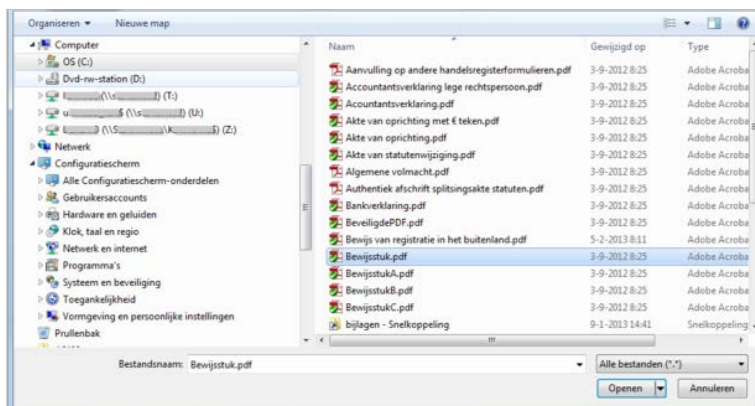 Organiseren Nieuwe map
Computer
OS (C:)
Dvd-rw-station (D:)
(T:)
(U:)
(Z:)
Netwerk
Configuratiescherm
Alle Configuratiescherm-onderdelen
Gebruikersaccounts
Hardware en geluiden
Klok, taal en regio
Netwerk en internet
Programma's
Systeem en beveiliging
Toegankelijkheid
Vormgeving en persoonlijke instellingen
Prullenbak
Naam Gewijzigd op Type
Aanvulling op andere handelsregisterformulieren.pdf 3-9-2012 8:25 Adobe Acroba
Accountantsverklaring lege rechtspersoon.pdf 3-9-2012 8:25 Adobe Acroba
Acountantsverklaring.pdf 3-9-2012 8:25 Adobe Acroba
Akte van oprichting met € teken.pdf 3-9-2012 8:25 Adobe Acroba
Akte van oprichting.pdf 3-9-2012 8:25 Adobe Acroba
Akte van statutenwijziging.pdf 3-9-2012 8:25 Adobe Acroba
Algemene volmacht.pdf 3-9-2012 8:25 Adobe Acroba
Authentiek afschrift splitsingsakte statuten.pdf 3-9-2012 8:25 Adobe Acroba
Bankverklaring.pdf 3-9-2012 8:25 Adobe Acroba
BeveiligdePDF.pdf 3-9-2012 8:25 Adobe Acroba
Bewijs van registratie in het buitenland.pdf 5-2-2013 8:11 Adobe Acroba
Bewijsstuk.pdf 3-9-2012 8:25 Adobe Acroba
BewijsstukA.pdf 3-9-2012 8:25 Adobe Acroba
BewijsstukB.pdf 3-9-2012 8:25 Adobe Acroba
BewijsstukC.pdf 3-9-2012 8:25 Adobe Acroba
bijlagen - Snelkoppeling 9-1-2013 14:41 Snelkoppeling
Bestandsnaam: Bewijsstuk.pdf Alle bestanden (*.*)
Openen Annuleren